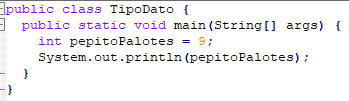 public class TipoDato {
public static void main(String[] args) {
int pepitoPalotes = 9;
System.out.println(pepitoPalotes);
}
}